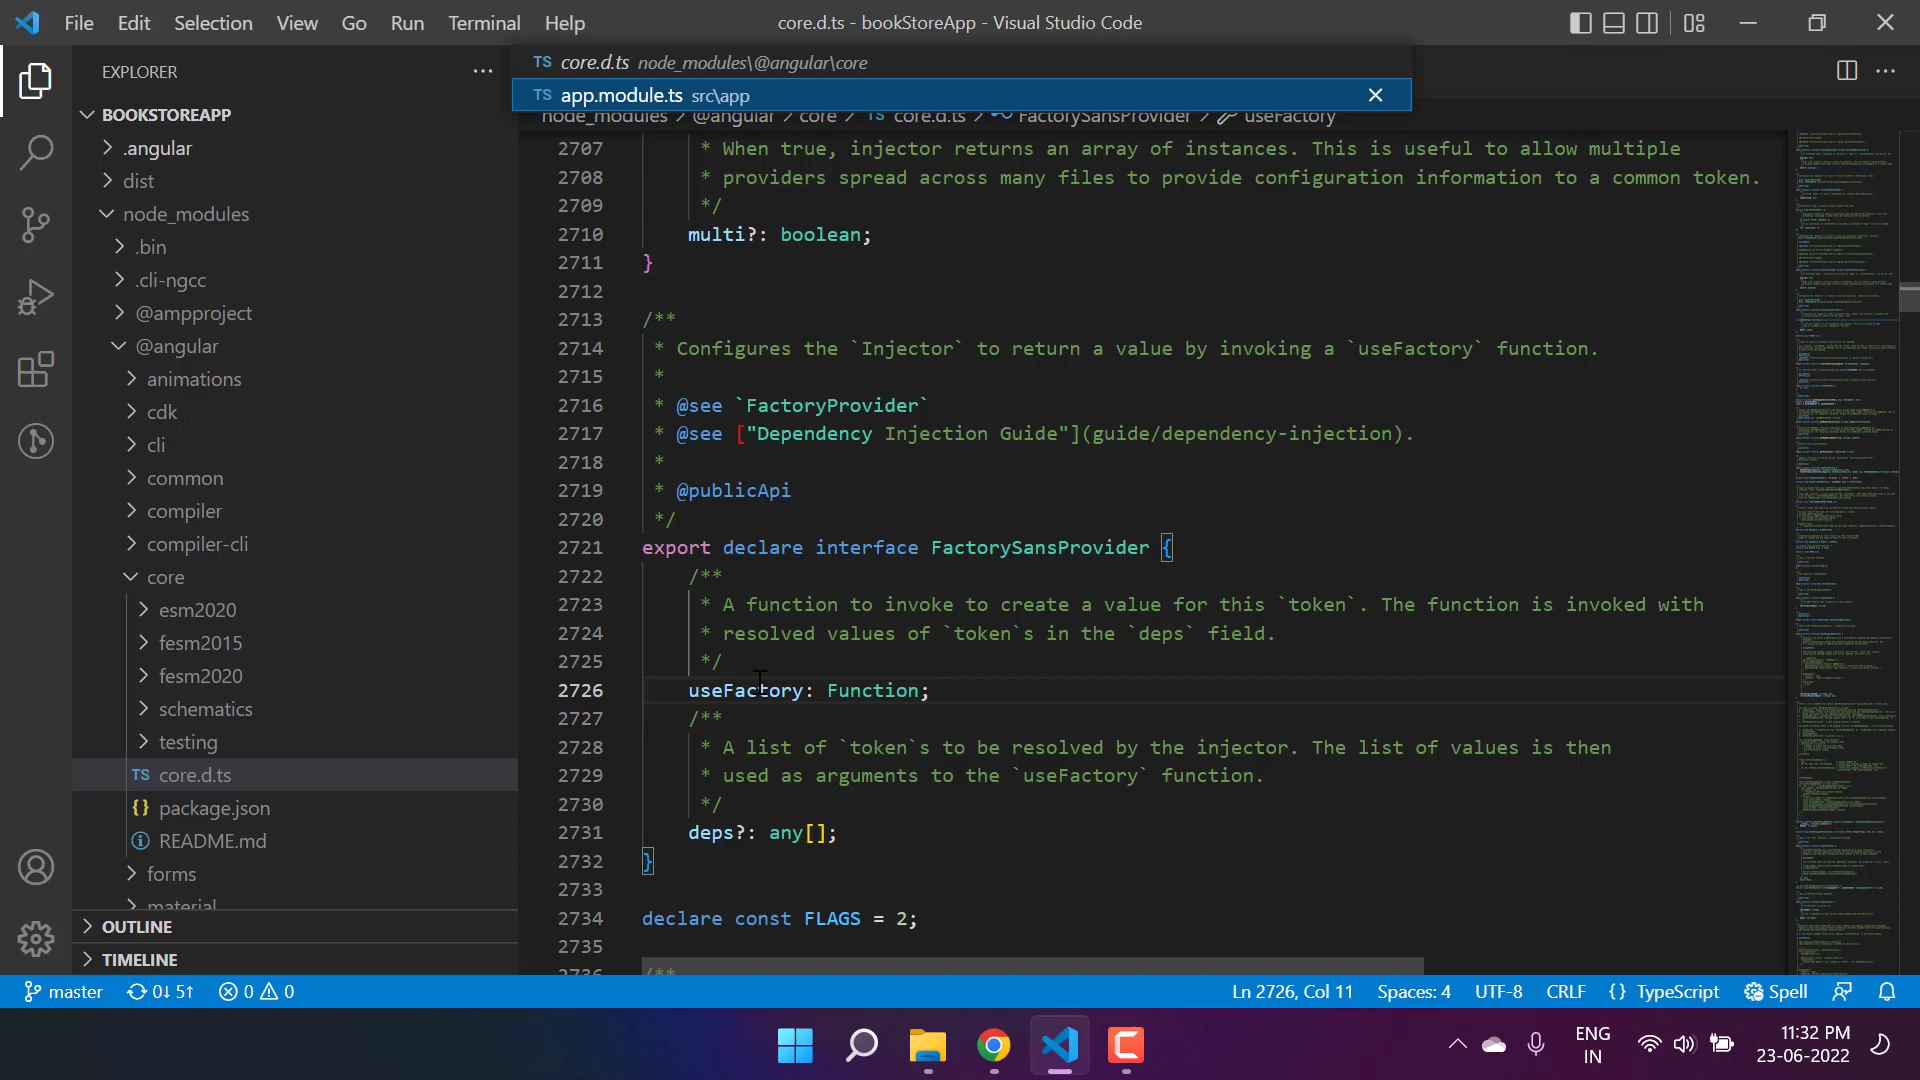 File Edit Selection View Go Run Terminal Help
core.d.ts - bookStoreApp - Visual Studio Code
EXPLORER
BOOKSTOREAPP
.angular
dist
node_modules
.bin
.cli-ngcc
@ampproject
@angular
animations
cdk
cli
common
compiler
compiler-cli
core
esm2020
fesm2015
fesm2020
schematics
testing
TS core.d.ts
{} package.json
README.md
forms
material
OUTLINE
TIMELINE
TS core.d.ts node_modules\@angular\core
TS app.module.ts src\app
node_modules > @angular > core > TS core.d.ts > FactorySansProvider > useFactory
2707 * When true, injector returns an array of instances. This is useful to allow multiple
2708 * providers spread across many files to provide configuration information to a common token.
2709 */
2710 multi?: boolean;
2711 }
2712
2713 /**
2714 * Configures the `Injector` to return a value by invoking a `useFactory` function.
2715 *
2716 * @see `FactoryProvider`
2717 * @see ["Dependency Injection Guide"](guide/dependency-injection).
2718 *
2719 * @publicApi
2720 */
2721 export declare interface FactorySansProvider {
2722 /**
2723 * A function to invoke to create a value for this `token`. The function is invoked with
2724 * resolved values of `token`s in the `deps` field.
2725 */
2726 useFactory: Function;
2727 /**
2728 * A list of `token`s to be resolved by the injector. The list of values is then
2729 * used as arguments to the `useFactory` function.
2730 */
2731 deps?: any[];
2732 }
2733
2734 declare const FLAGS = 2;
2735
2736 /**
master 0↓ 5↑ 0 0
Ln 2726, Col 11 Spaces: 4 UTF-8 CRLF {} TypeScript Spell
ENG
IN
11:32 PM
23-06-2022